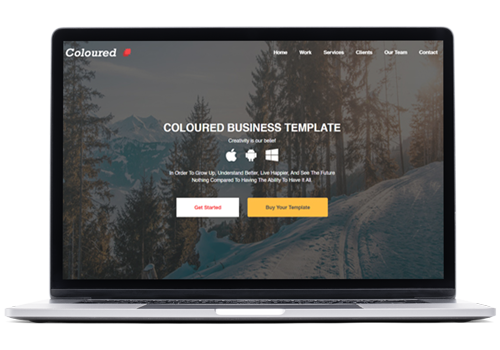 Coloured
Home Work Services Clients Our Team Contact
COLOURED BUSINESS TEMPLATE
Creativity is our belief
In Order To Grow Up, Understand Better, Live Happier, And See The Future
Nothing Compared To Having The Ability To Have It All.
Get Started Buy Your Template